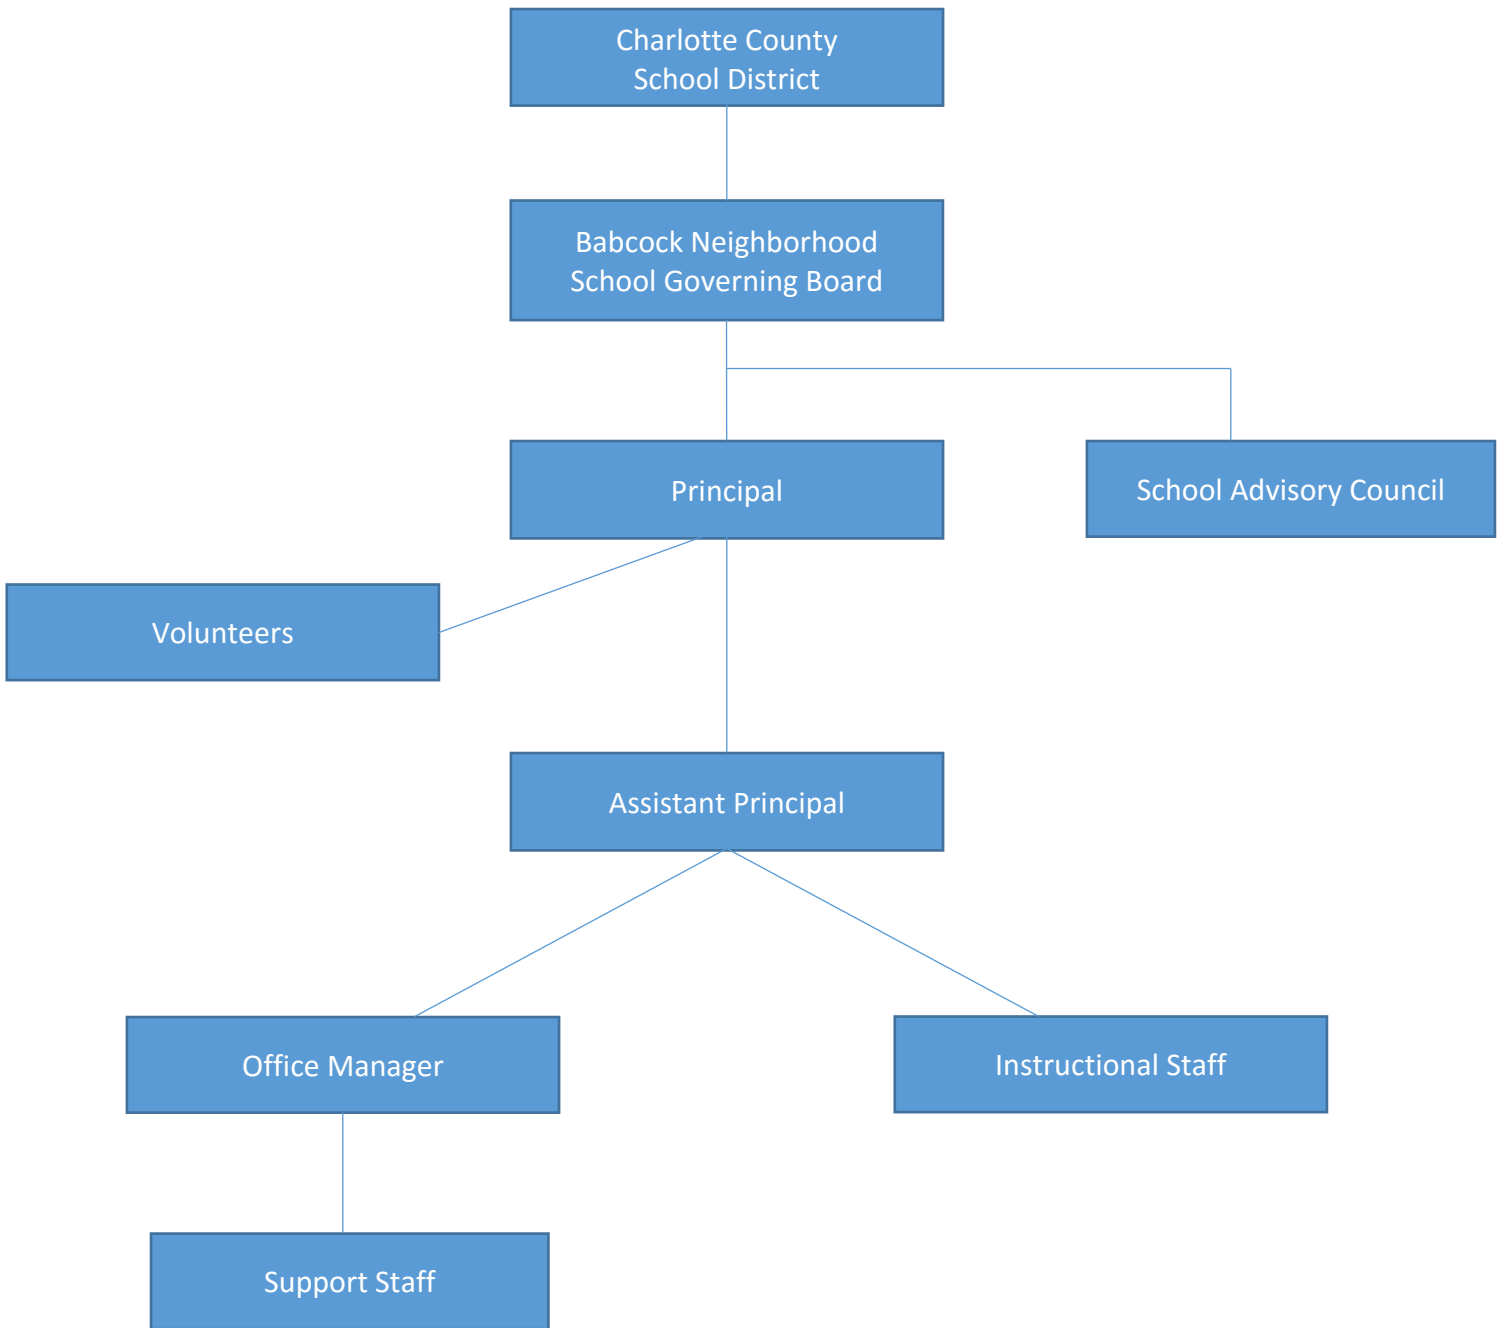 Charlotte County
School District
Babcock Neighborhood
School Governing Board
Principal
School Advisory Council
Volunteers
Assistant Principal
Office Manager
Instructional Staff
Support Staff